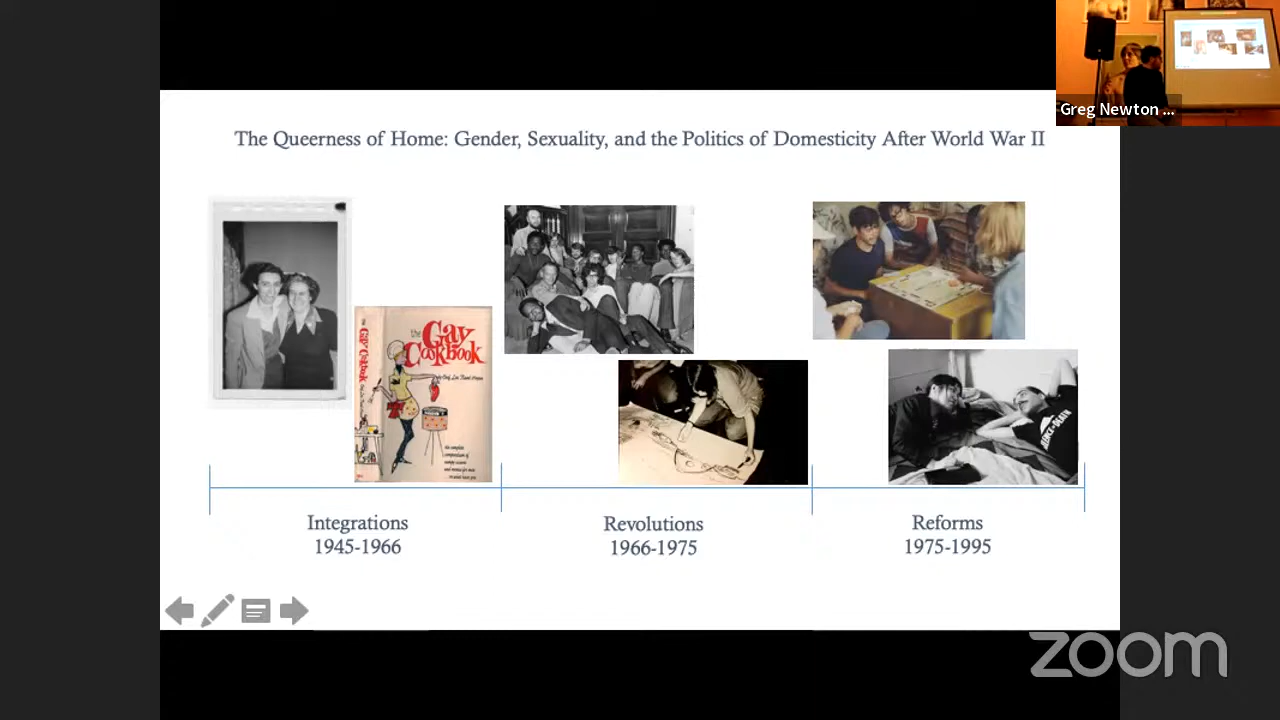 Greg Newton ...
The Queerness of Home: Gender, Sexuality, and the Politics of Domesticity After World War II
the
Gay
Cookbook
Integrations
1945-1966
Revolutions
1966-1975
Reforms
1975-1995
zoom